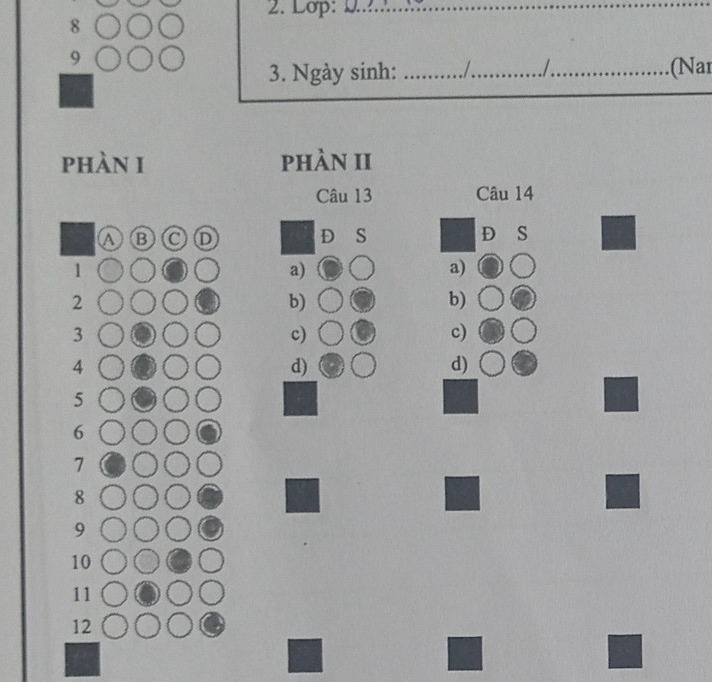 8
9
2. Lớp:
3. Ngày sinh: ........../.........../...................(Nar
PHẦN I
PHẦN II
Câu 13
Câu 14
A B C D
Đ S
Đ S
1
a)
a)
2
b)
b)
3
c)
c)
4
d)
d)
5
6
7
8
9
10
11
12